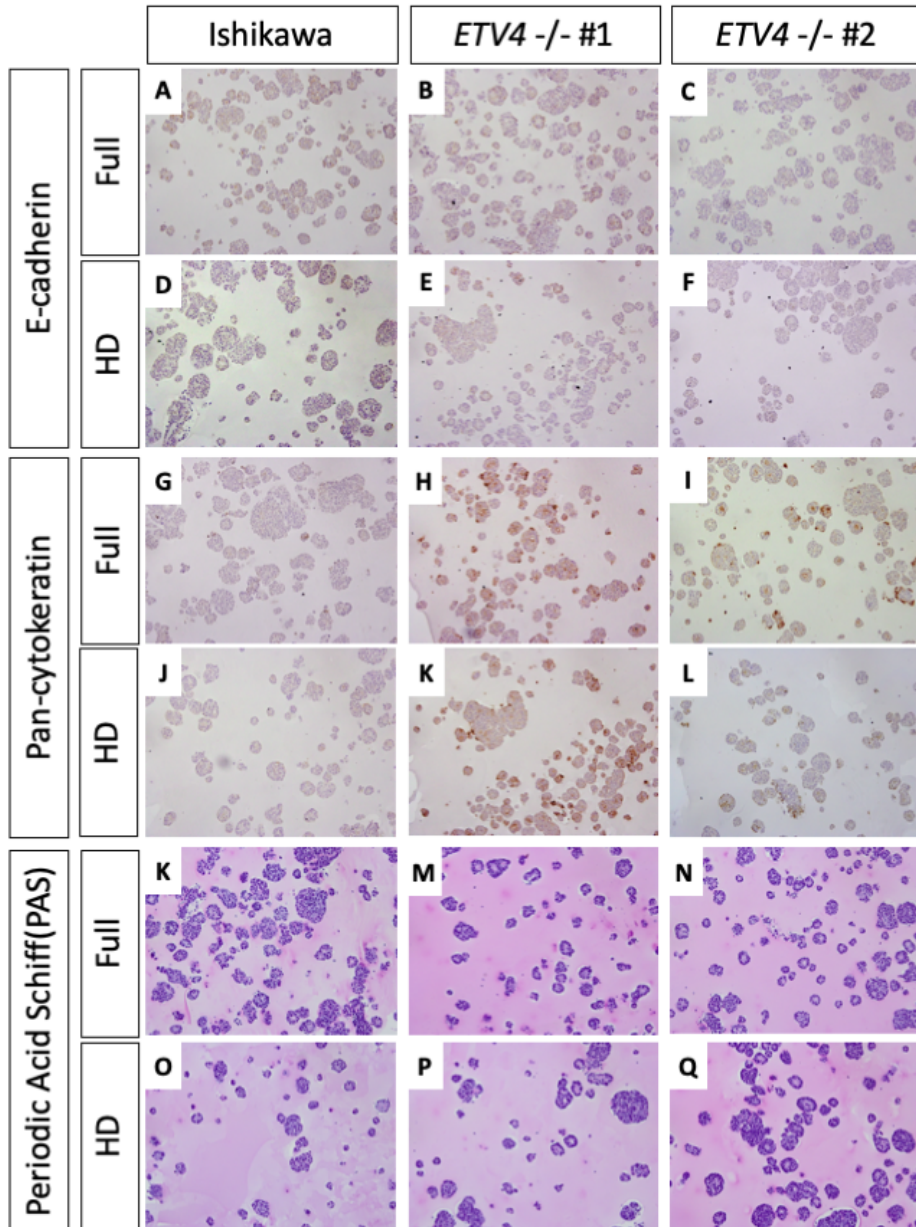 Ishikawa
ETV4 -/- #1
ETV4 -/- #2
E-cadherin
Full
A
B
C
HD
D
E
F
Pan-cytokeratin
Full
G
H
I
HD
J
K
L
Periodic Acid Schiff(PAS)
Full
K
M
N
HD
O
P
Q